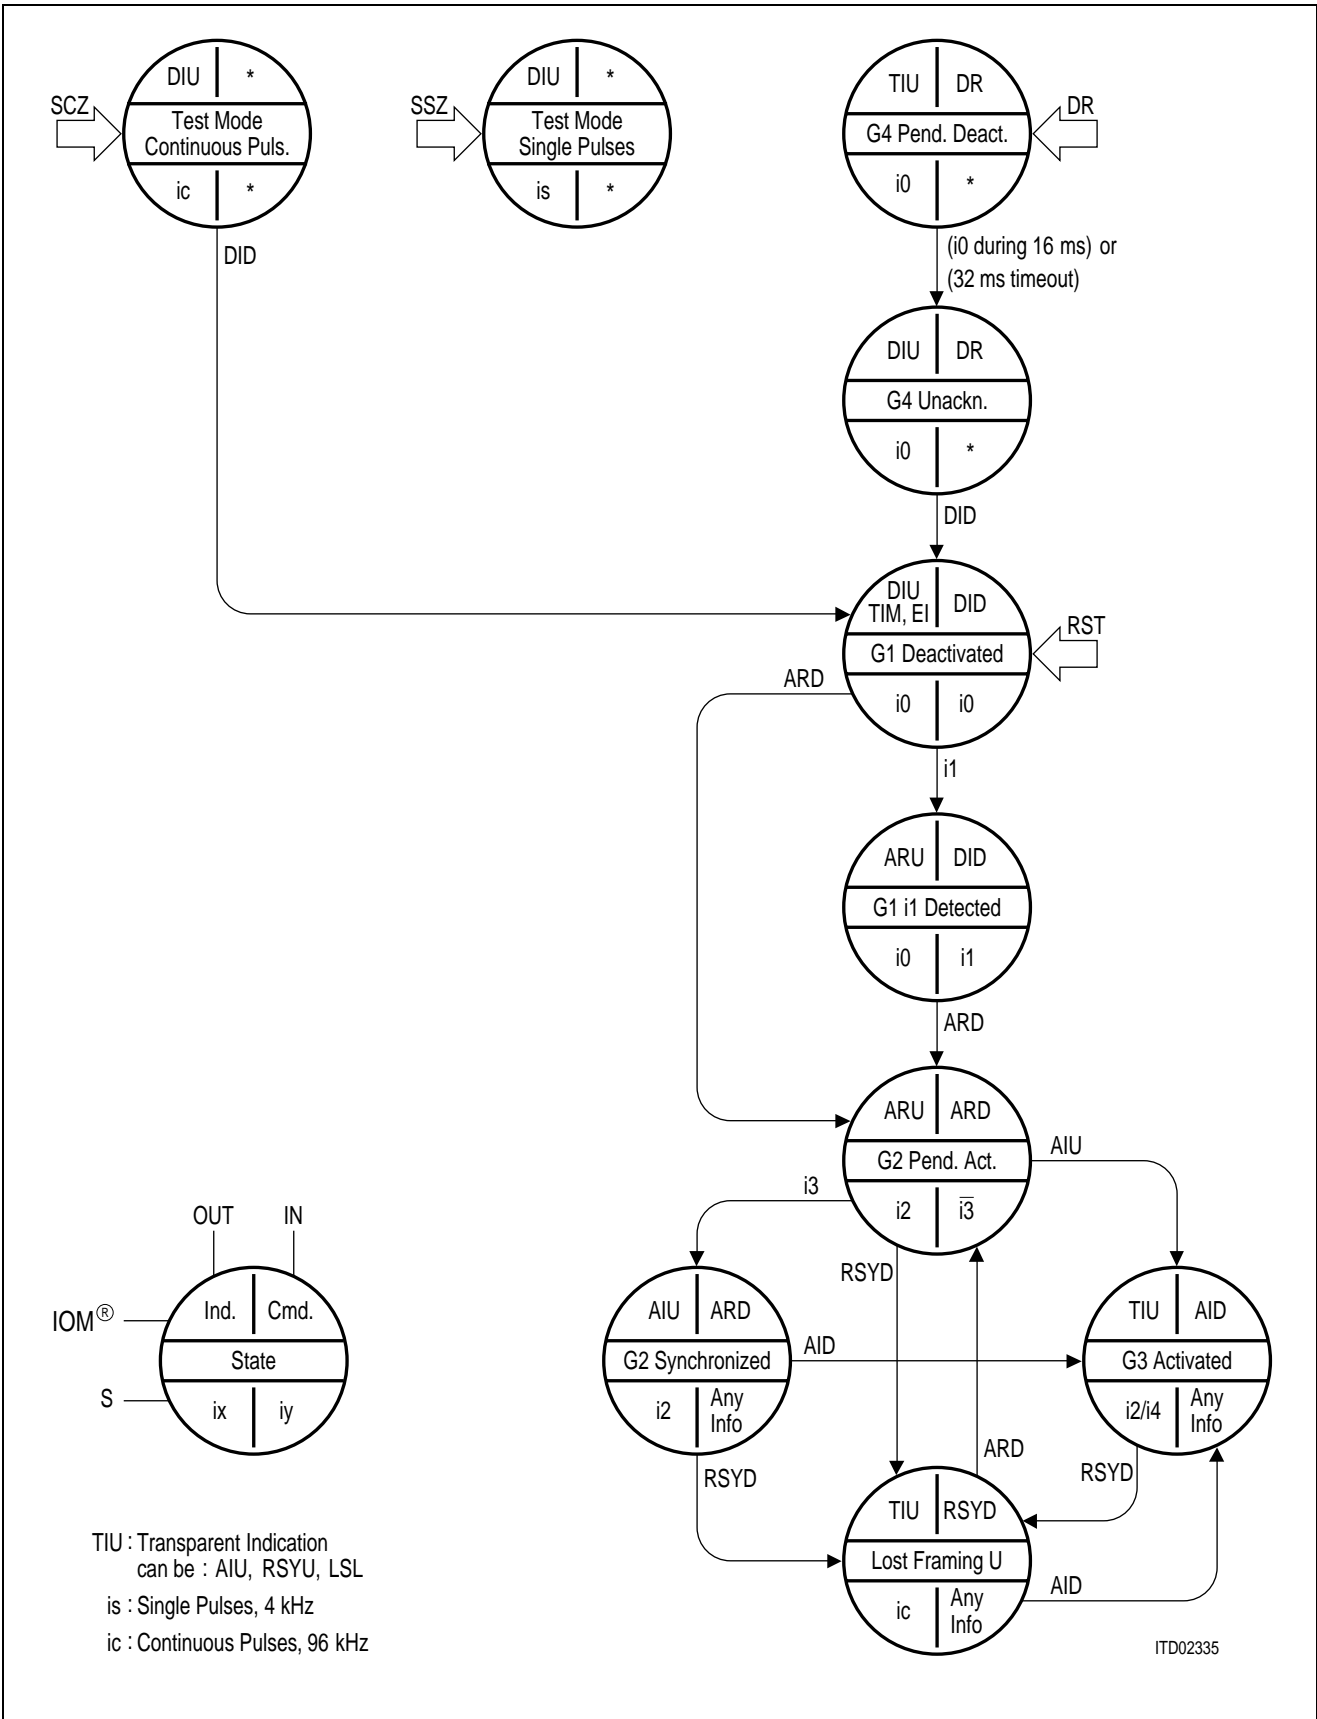 SCZ
DIU *
Test Mode
Continuous Puls.
ic *
DID
SSZ
DIU *
Test Mode
Single Pulses
is *
TIU DR
G4 Pend. Deact.
i0 *
DR
(i0 during 16 ms) or
(32 ms timeout)
DIU DR
G4 Unackn.
i0 *
DID
DIU
TIM, EI DID
G1 Deactivated
i0 i0
RST
ARD
i1
ARU DID
G1 i1 Detected
i0 i1
ARD
ARU ARD
G2 Pend. Act.
i2 i3̅
AIU
i3
RSYD
AIU ARD
G2 Synchronized
i2 Any
Info
AID
TIU AID
G3 Activated
i2/i4 Any
Info
RSYD
ARD
RSYD
TIU RSYD
Lost Framing U
ic Any
Info
AID
OUT IN
IOM®
Ind. Cmd.
State
S
ix iy
TIU : Transparent Indication
can be : AIU, RSYU, LSL
is : Single Pulses, 4 kHz
ic : Continuous Pulses, 96 kHz
ITD02335